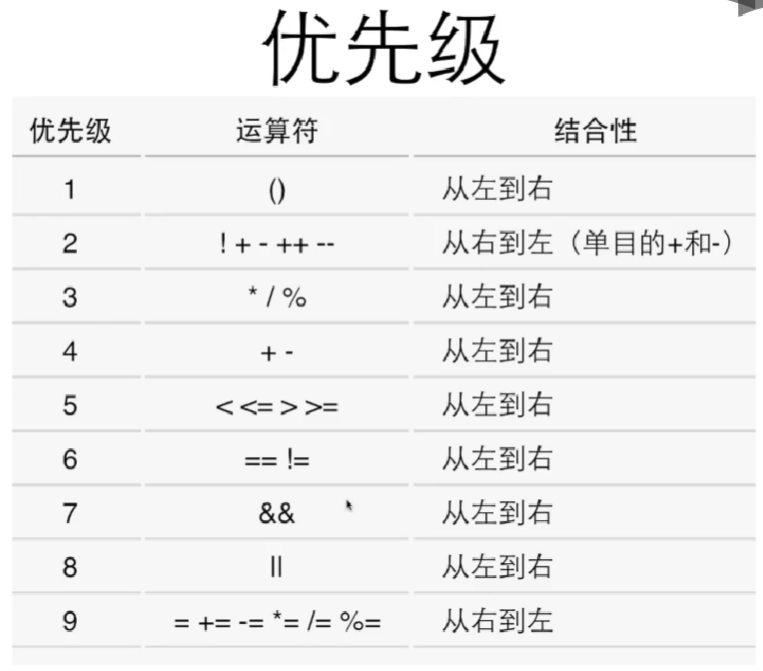 优先级
优先级 运算符 结合性
1 () 从左到右
2 ! + - ++ -- 从右到左（单目的+和-）
3 * / % 从左到右
4 + - 从左到右
5 < <= > >= 从左到右
6 == != 从左到右
7 && 从左到右
8 || 从左到右
9 = += -= *= /= %= 从右到左